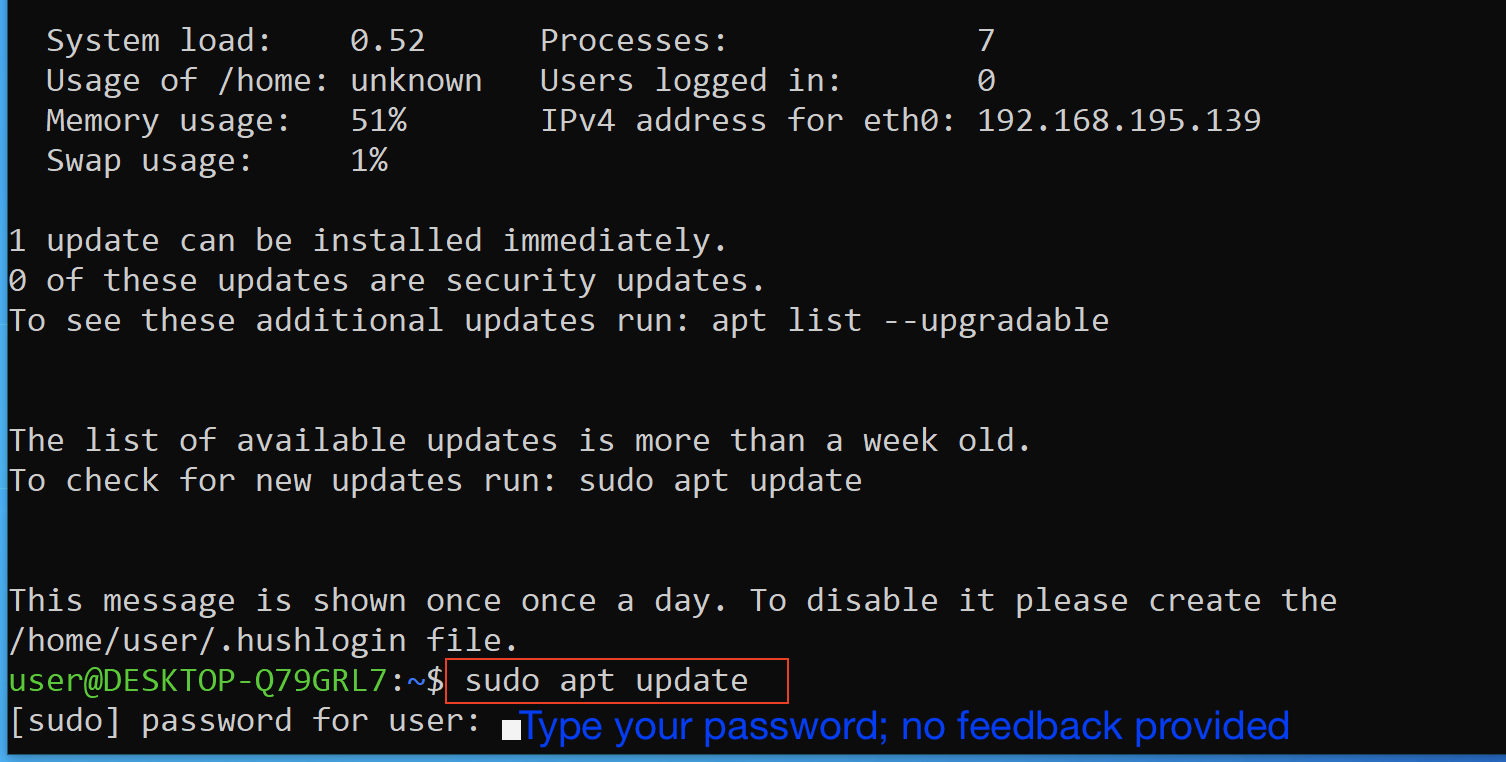 System load: 0.52 Processes: 7
Usage of /home: unknown Users logged in: 0
Memory usage: 51% IPv4 address for eth0: 192.168.195.139
Swap usage: 1%
1 update can be installed immediately.
0 of these updates are security updates.
To see these additional updates run: apt list --upgradable
The list of available updates is more than a week old.
To check for new updates run: sudo apt update
This message is shown once once a day. To disable it please create the
/home/user/.hushlogin file.
user@DESKTOP-Q79GRL7:~$ sudo apt update
[sudo] password for user: Type your password; no feedback provided